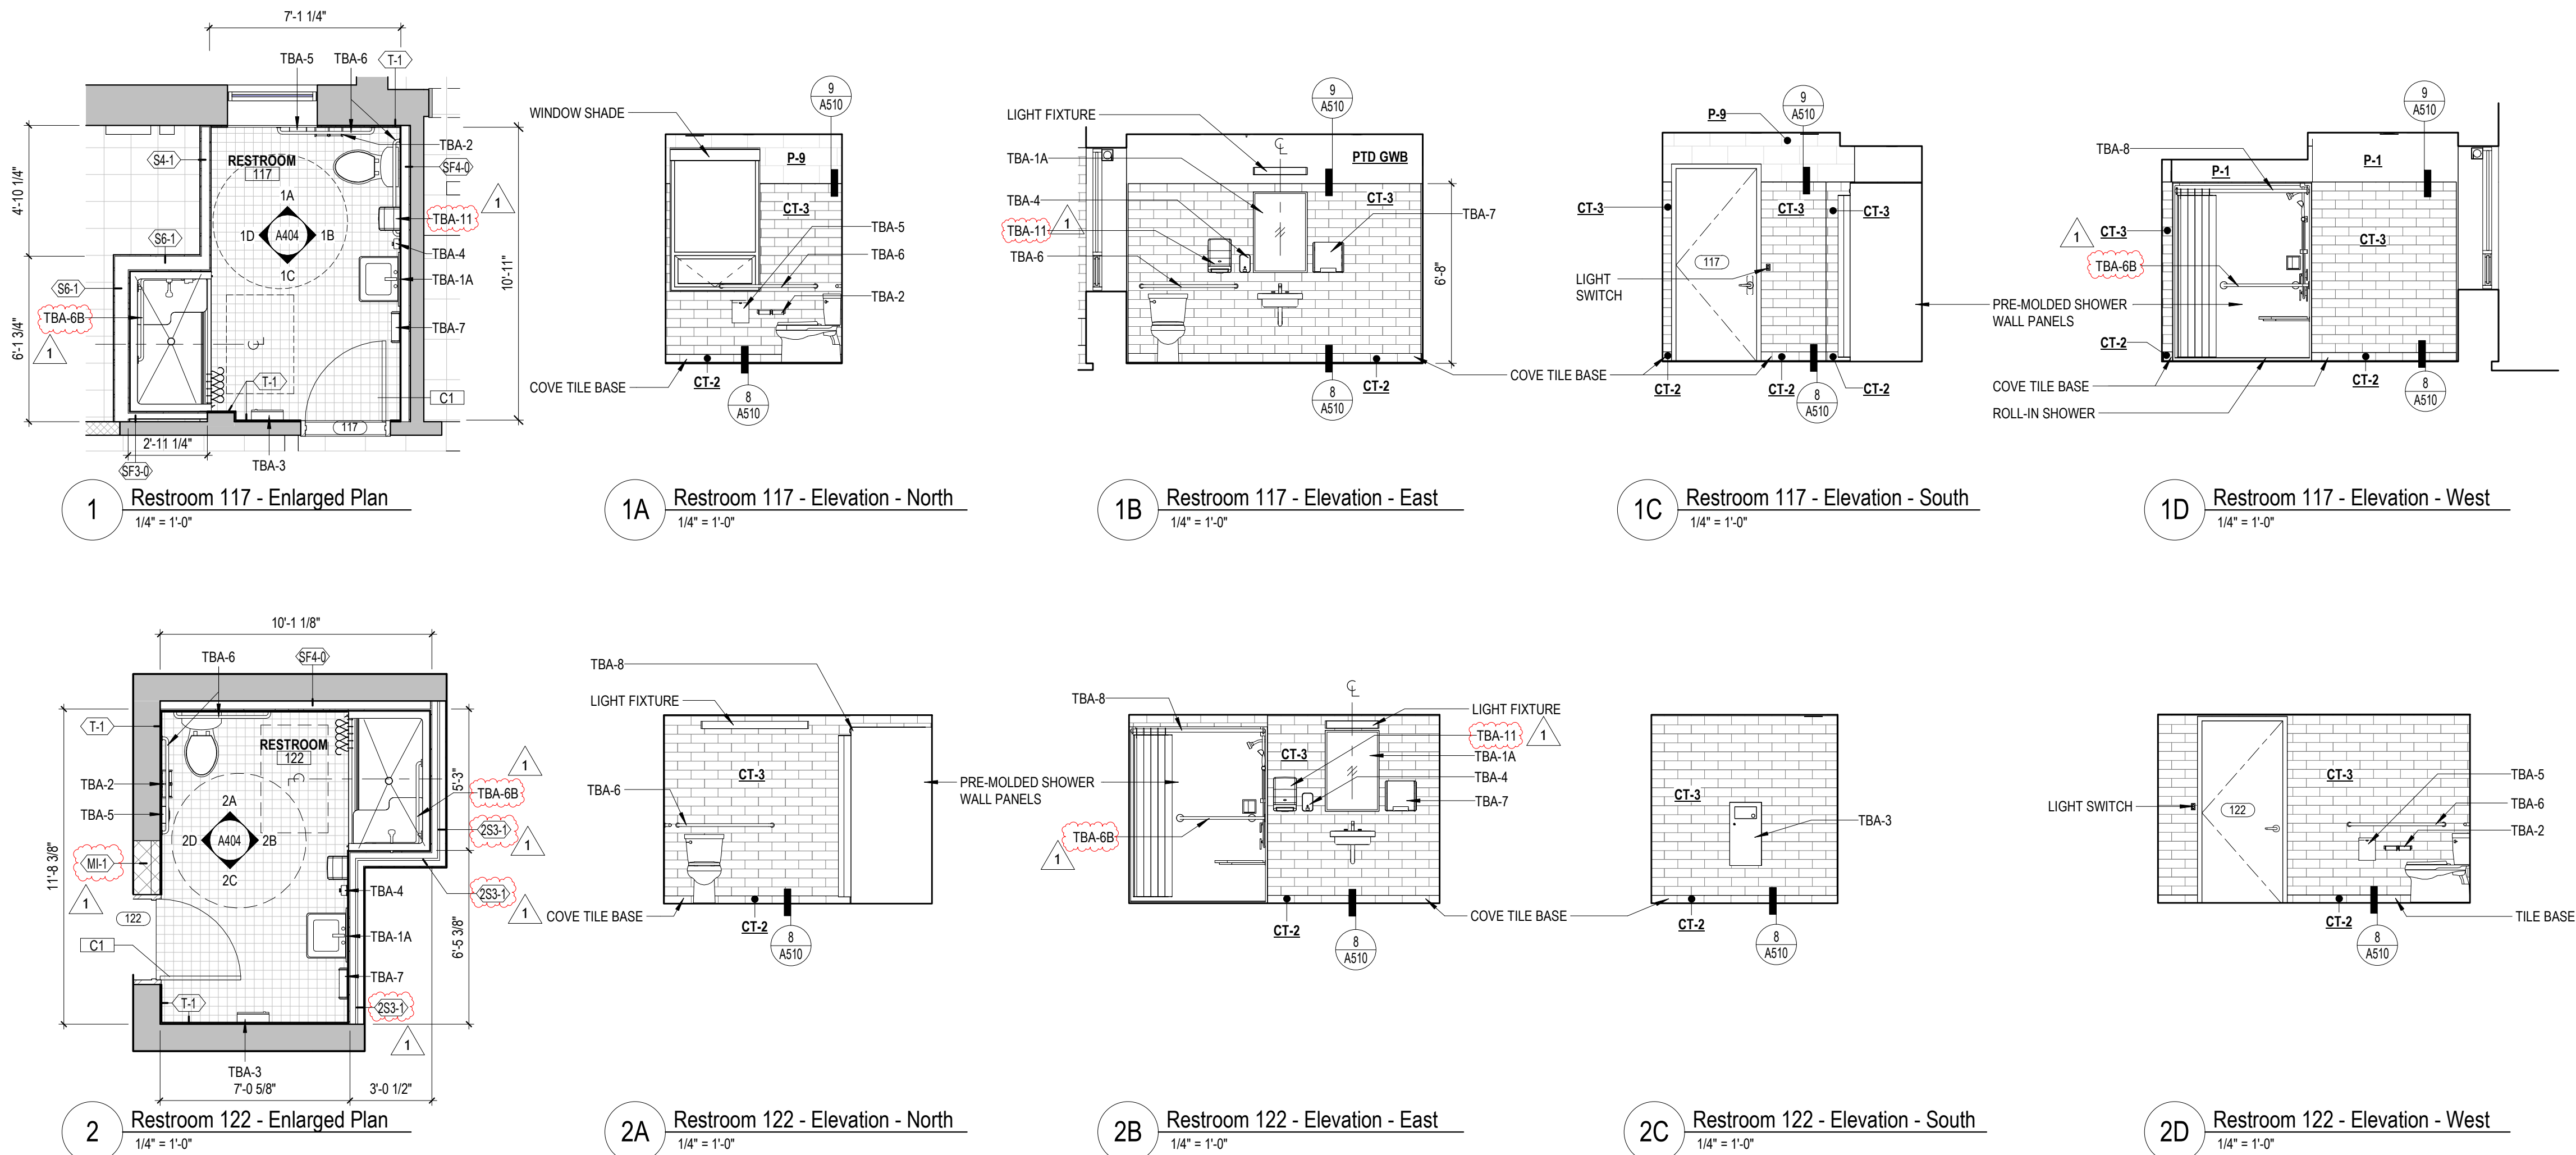 7'-1 1/4"
TBA-5
TBA-6
T-1
S4-1
RESTROOM
117
TBA-2
SF4-0
1
4'-10 1/4"
1A
TBA-11
1D
A404
1B
S6-1
TBA-4
1C
10'-11"
TBA-1A
S6-1
TBA-6B
1
TBA-7
6'-1 3/4"
CL
T-1
C1
117
2'-11 1/4"
SF3-0
TBA-3
1
Restroom 117 - Enlarged Plan
1/4" = 1'-0"
9
A510
WINDOW SHADE
P-9
CT-3
TBA-5
TBA-6
TBA-2
COVE TILE BASE
CT-2
8
A510
1A
Restroom 117 - Elevation - North
1/4" = 1'-0"
9
A510
LIGHT FIXTURE
CL
TBA-1A
PTD GWB
TBA-4
CT-3
TBA-7
TBA-11
1
TBA-6
6'-8"
COVE TILE BASE
CT-2
8
A510
1B
Restroom 117 - Elevation - East
1/4" = 1'-0"
9
A510
P-9
CT-3
CT-3
CT-3
117
LIGHT
SWITCH
PRE-MOLDED SHOWER
WALL PANELS
CT-2
CT-2
CT-2
8
A510
1C
Restroom 117 - Elevation - South
1/4" = 1'-0"
9
A510
TBA-8
P-1
P-1
1
CT-3
CT-3
TBA-6B
CT-2
COVE TILE BASE
CT-2
ROLL-IN SHOWER
8
A510
1D
Restroom 117 - Elevation - West
1/4" = 1'-0"
10'-1 1/8"
TBA-6
SF4-0
T-1
RESTROOM
122
1
TBA-2
CL
5'-3"
TBA-6B
2A
TBA-5
2S3-1
2D
A404
2B
1
11'-8 3/8"
MI-1
2C
TBA-4
2S3-1
1
1
122
C1
TBA-1A
6'-5 3/8"
TBA-7
T-1
2S3-1
1
TBA-3
7'-0 5/8"
3'-0 1/2"
2
Restroom 122 - Enlarged Plan
1/4" = 1'-0"
TBA-8
LIGHT FIXTURE
CT-3
TBA-6
PRE-MOLDED SHOWER
WALL PANELS
COVE TILE BASE
CT-2
8
A510
2A
Restroom 122 - Elevation - North
1/4" = 1'-0"
CL
TBA-8
LIGHT FIXTURE
TBA-11
1
CT-3
TBA-1A
TBA-4
TBA-7
TBA-6B
1
COVE TILE BASE
CT-2
8
A510
2B
Restroom 122 - Elevation - East
1/4" = 1'-0"
CT-3
TBA-3
CT-2
8
A510
2C
Restroom 122 - Elevation - South
1/4" = 1'-0"
CT-3
TBA-5
LIGHT SWITCH
122
TBA-6
TBA-2
TILE BASE
CT-2
8
A510
2D
Restroom 122 - Elevation - West
1/4" = 1'-0"